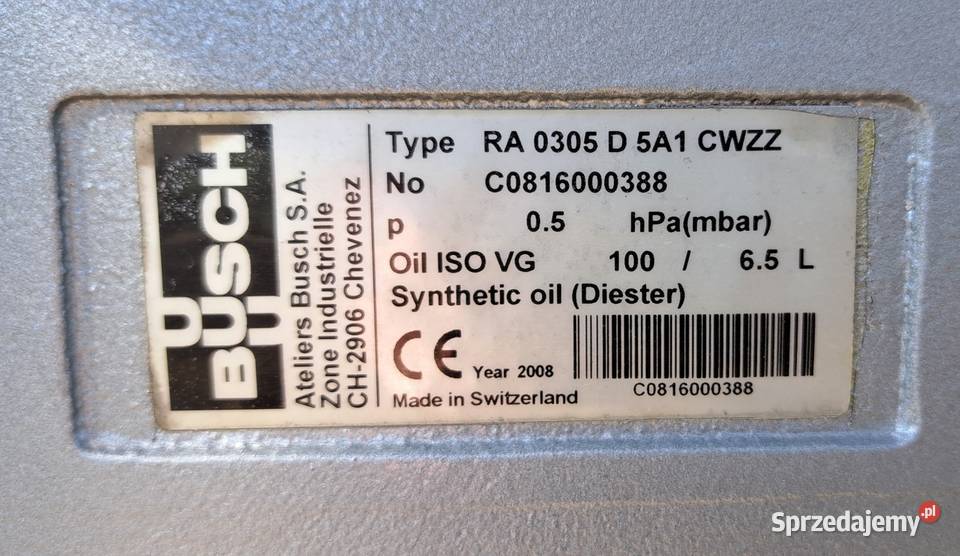 BUSCH
Ateliers Busch S.A.
Zone Industrielle
CH-2906 Chevenez
Type RA 0305 D 5A1 CWZZ
No C0816000388
p 0.5 hPa(mbar)
Oil ISO VG 100 / 6.5 L
Synthetic oil (Diester)
CE Year 2008
C0816000388
Made in Switzerland
Sprzedajemy.pl